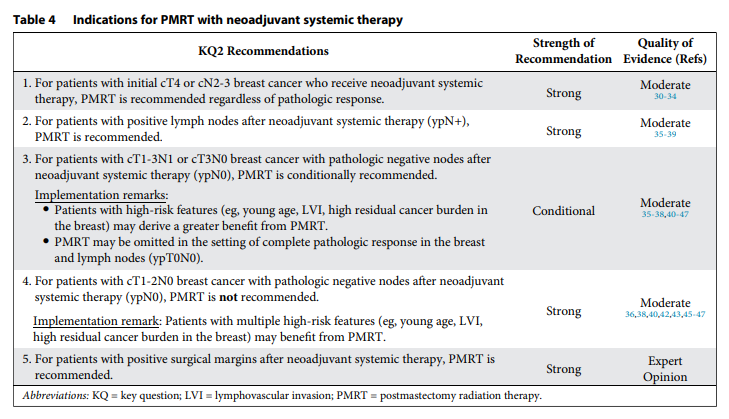 Table 4 Indications for PMRT with neoadjuvant systemic therapy
KQ2 Recommendations
Strength of
Recommendation
Quality of
Evidence (Refs)
1. For patients with initial cT4 or cN2-3 breast cancer who receive neoadjuvant systemic
therapy, PMRT is recommended regardless of pathologic response.
Strong
Moderate
30-34
2. For patients with positive lymph nodes after neoadjuvant systemic therapy (ypN+),
PMRT is recommended.
Strong
Moderate
35-39
3. For patients with cT1-3N1 or cT3N0 breast cancer with pathologic negative nodes after
neoadjuvant systemic therapy (ypN0), PMRT is conditionally recommended.
Implementation remarks:
• Patients with high-risk features (eg, young age, LVI, high residual cancer burden in
the breast) may derive a greater benefit from PMRT.
• PMRT may be omitted in the setting of complete pathologic response in the breast
and lymph nodes (ypT0N0).
Conditional
Moderate
35-38,40-47
4. For patients with cT1-2N0 breast cancer with pathologic negative nodes after neoadjuvant
systemic therapy (ypN0), PMRT is not recommended.
Implementation remark: Patients with multiple high-risk features (eg, young age, LVI,
high residual cancer burden in the breast) may benefit from PMRT.
Strong
Moderate
36,38,40,42,43,45-47
5. For patients with positive surgical margins after neoadjuvant systemic therapy, PMRT is
recommended.
Strong
Expert
Opinion
Abbreviations: KQ = key question; LVI = lymphovascular invasion; PMRT = postmastectomy radiation therapy.